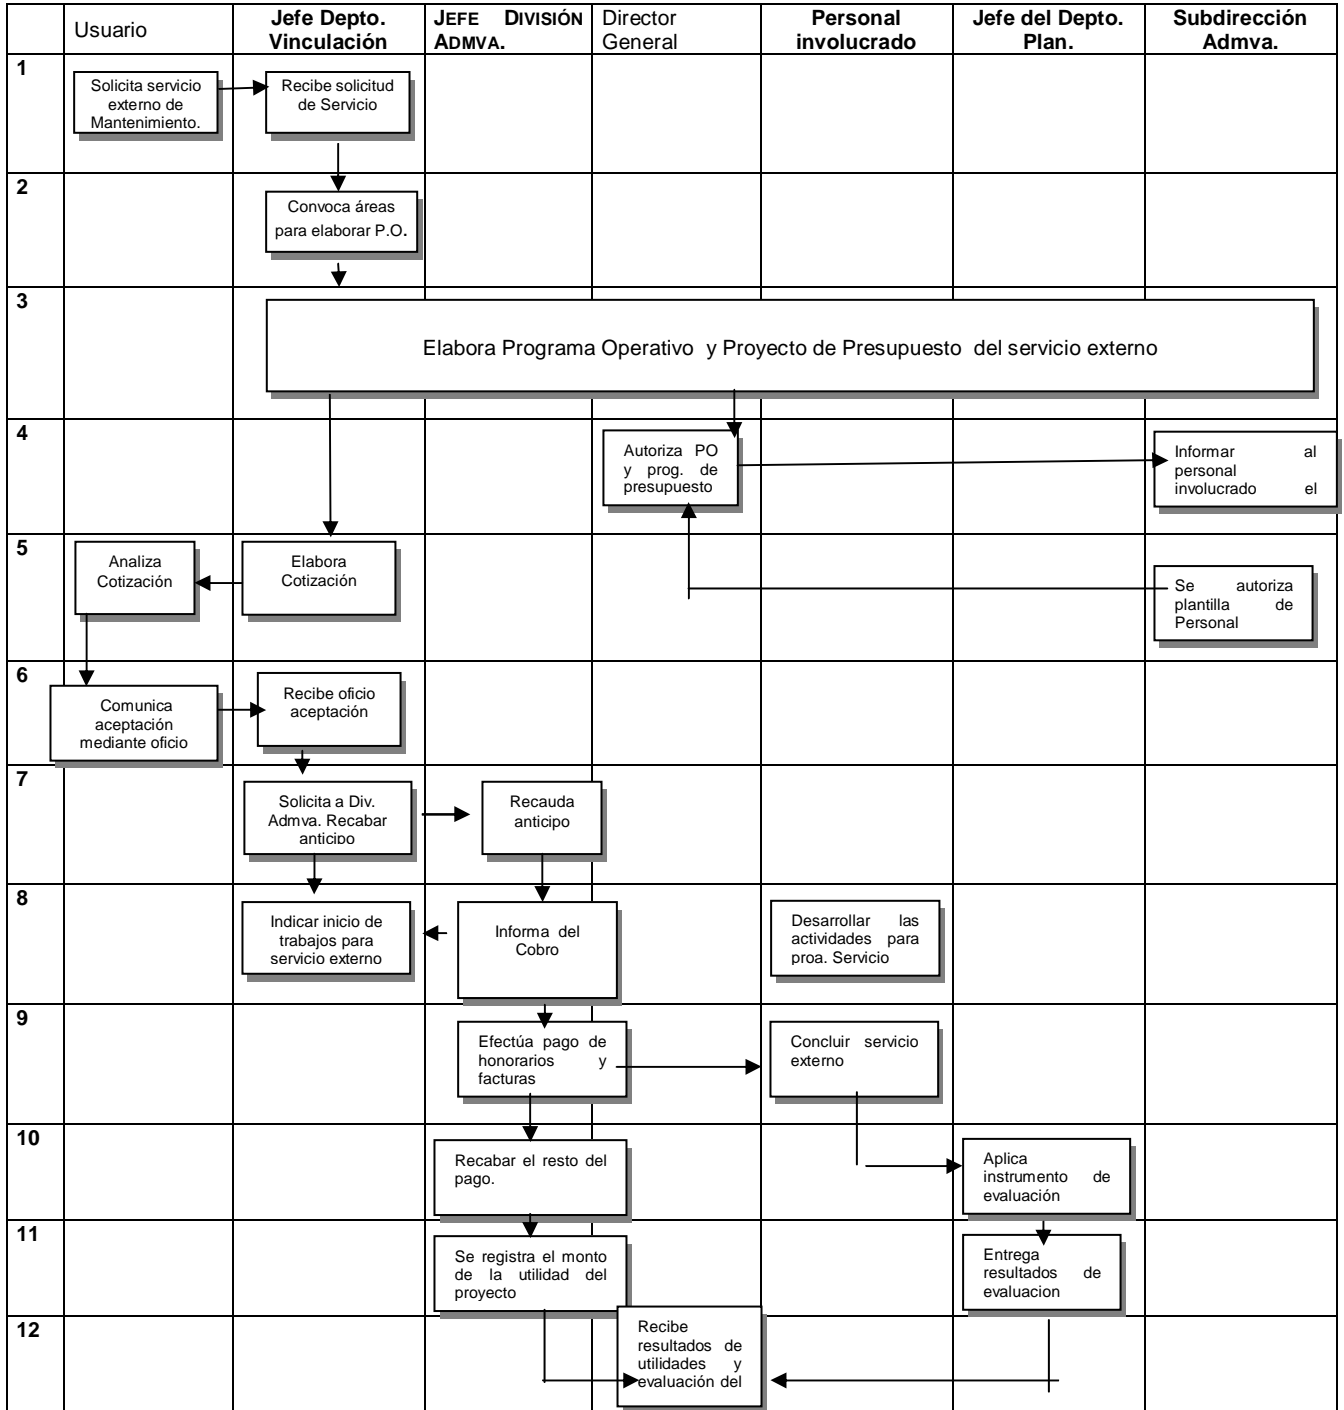 Usuario
Jefe Depto.
Vinculación
JEFE DIVISIÓN
ADMVA.
Director
General
Personal
involucrado
Jefe del Depto.
Plan.
Subdirección
Admva.
1
Solicita servicio
externo de
Mantenimiento.
Recibe solicitud
de Servicio
2
Convoca áreas
para elaborar P.O.
3
Elabora Programa Operativo y Proyecto de Presupuesto del servicio externo
4
Autoriza PO
y prog. de
presupuesto
Informar al
personal
involucrado el
5
Analiza
Cotización
Elabora
Cotización
Se autoriza
plantilla de
Personal
6
Comunica
aceptación
mediante oficio
Recibe oficio
aceptación
7
Solicita a Div.
Admva. Recabar
anticipo
Recauda
anticipo
8
Indicar inicio de
trabajos para
servicio externo
Informa del
Cobro
Desarrollar las
actividades para
proa. Servicio
9
Efectúa pago de
honorarios y
facturas
Concluir servicio
externo
10
Recabar el resto del
pago.
Aplica
instrumento de
evaluación
11
Se registra el monto
de la utilidad del
proyecto
Entrega
resultados de
evaluacion
12
Recibe
resultados de
utilidades y
evaluación del